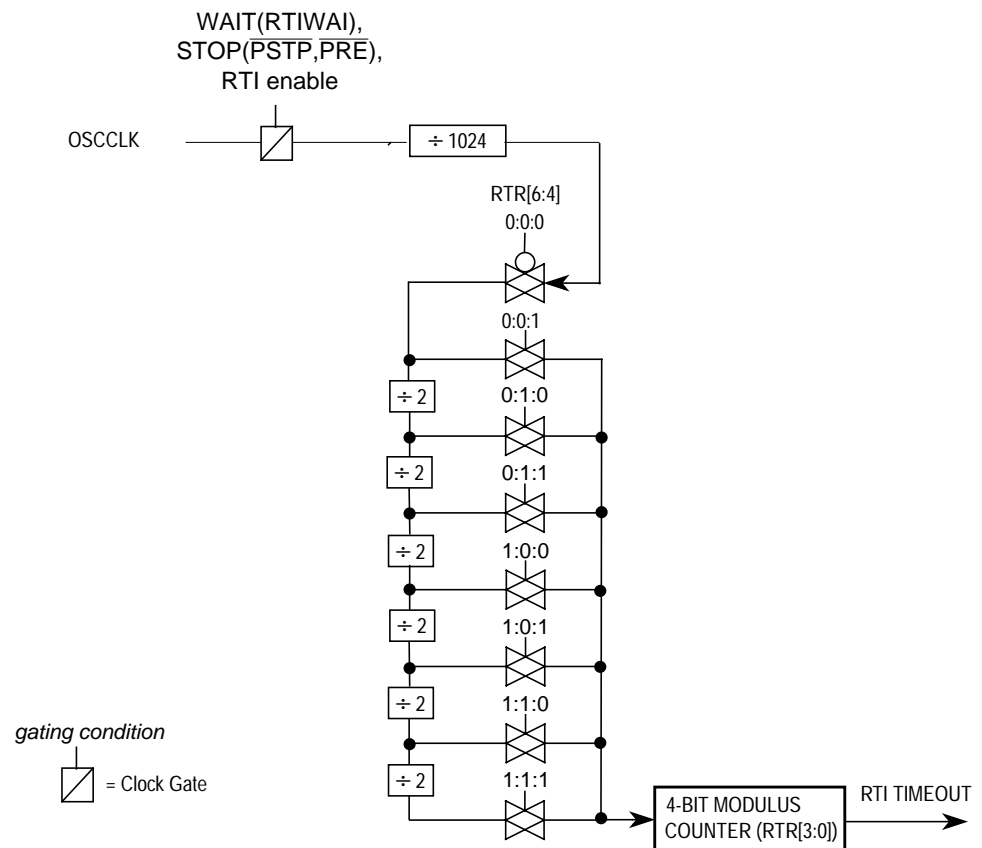 WAIT(RTIWAI),
STOP(PSTP,PRE),
RTI enable
OSCCLK
÷ 1024
RTR[6:4]
0:0:0
0:0:1
÷ 2
0:1:0
÷ 2
0:1:1
÷ 2
1:0:0
÷ 2
1:0:1
÷ 2
1:1:0
÷ 2
1:1:1
gating condition
= Clock Gate
4-BIT MODULUS
COUNTER (RTR[3:0])
RTI TIMEOUT